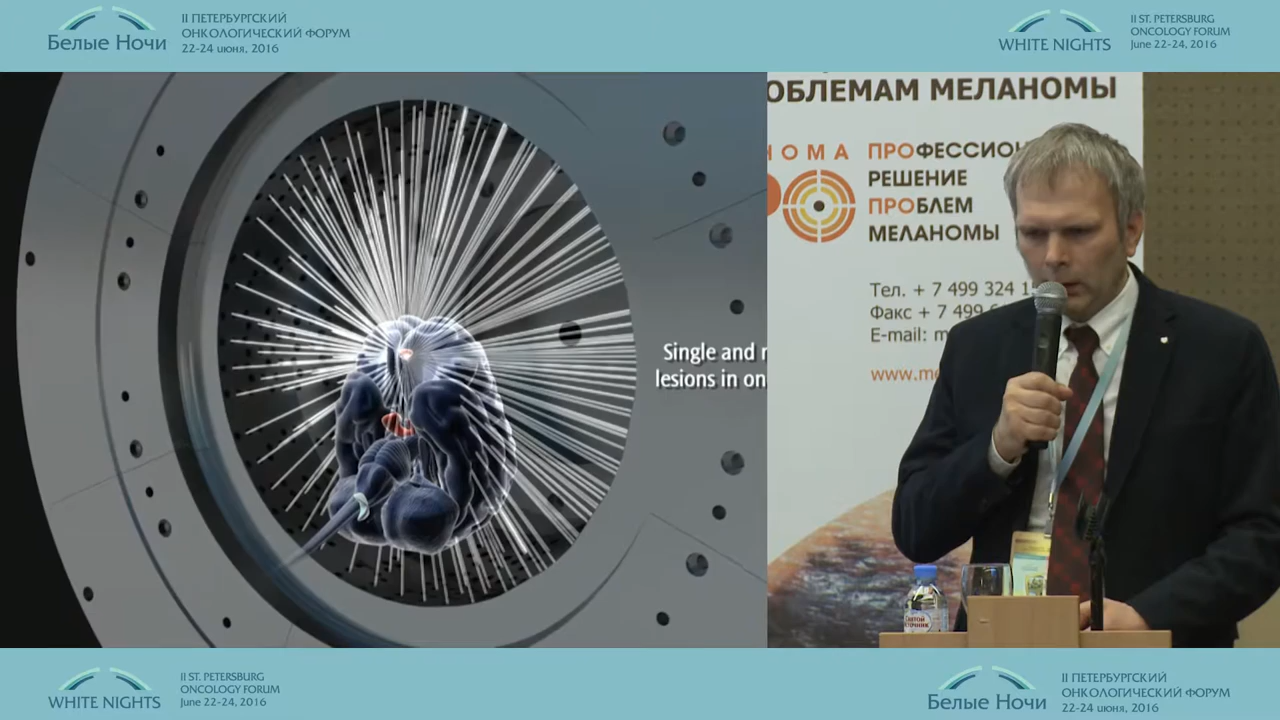 Белые Ночи
II ПЕТЕРБУРГСКИЙ
ОНКОЛОГИЧЕСКИЙ ФОРУМ
22-24 июня, 2016
WHITE NIGHTS
II ST. PETERSBURG
ONCOLOGY FORUM
June 22-24, 2016
ОБЛЕМАМ МЕЛАНОМЫ
НОМА
ПРОФЕССИОН
РЕШЕНИЕ
ПРОБЛЕМ
МЕЛАНОМЫ
Тел. + 7 499 324 1
Факс + 7 499
E-mail:
www.me
Single and
lesions in on
WHITE NIGHTS
II ST. PETERSBURG
ONCOLOGY FORUM
June 22-24, 2016
Белые Ночи
II ПЕТЕРБУРГСКИЙ
ОНКОЛОГИЧЕСКИЙ ФОРУМ
22-24 июня, 2016